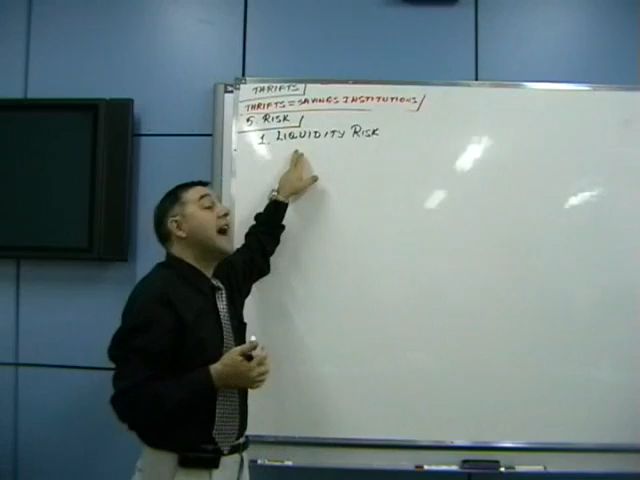 THRIFTS
THRIFTS = SAVINGS INSTITUTIONS
5. RISK
1. LIQUIDITY RISK